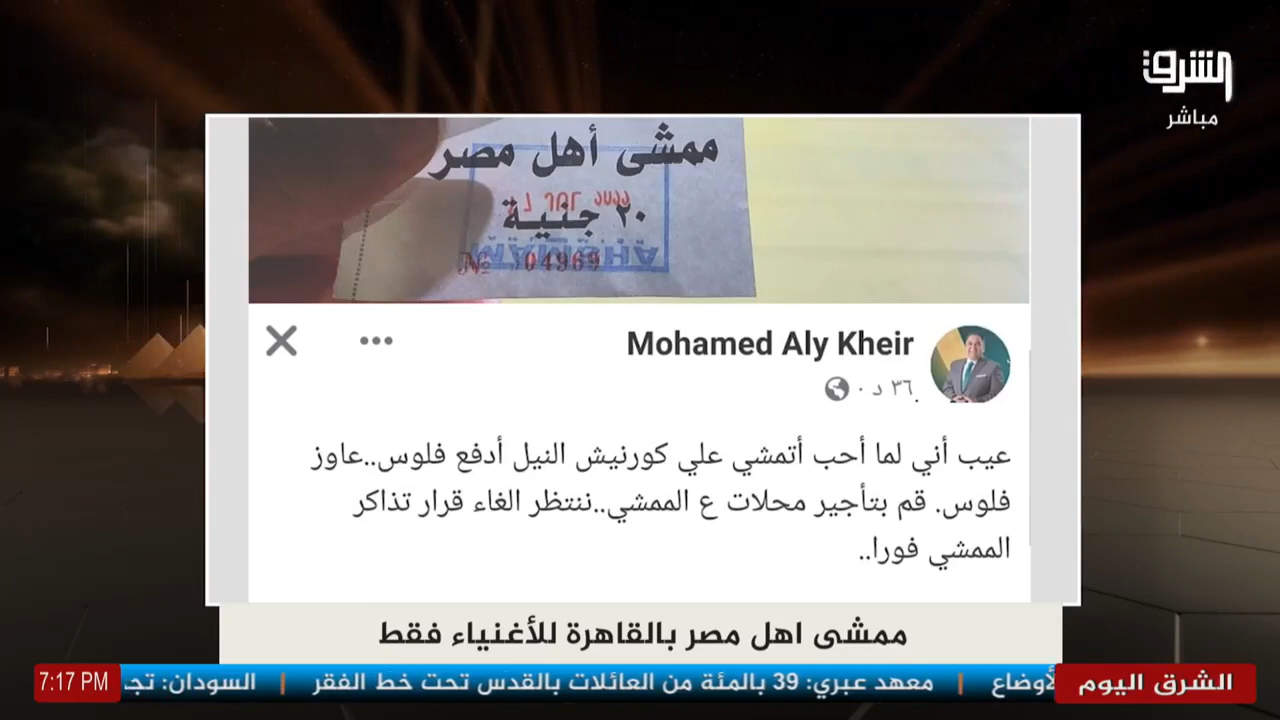 الشرق
مباشر
ممشى أهل مصر
٢٠ جنية
№ 04969
AHLMAMSR
Mohamed Aly Kheir
٣٦ د ·
عيب أني لما أحب أتمشي علي كورنيش النيل أدفع فلوس..عاوز
فلوس. قم بتأجير محلات ع الممشي..ننتظر الغاء قرار تذاكر
الممشي فورا..
ممشى اهل مصر بالقاهرة للأغنياء فقط
الشرق اليوم
لأوضاع | معهد عبري: 39 بالمئة من العائلات بالقدس تحت خط الفقر | السودان: تجـ
7:17 PM